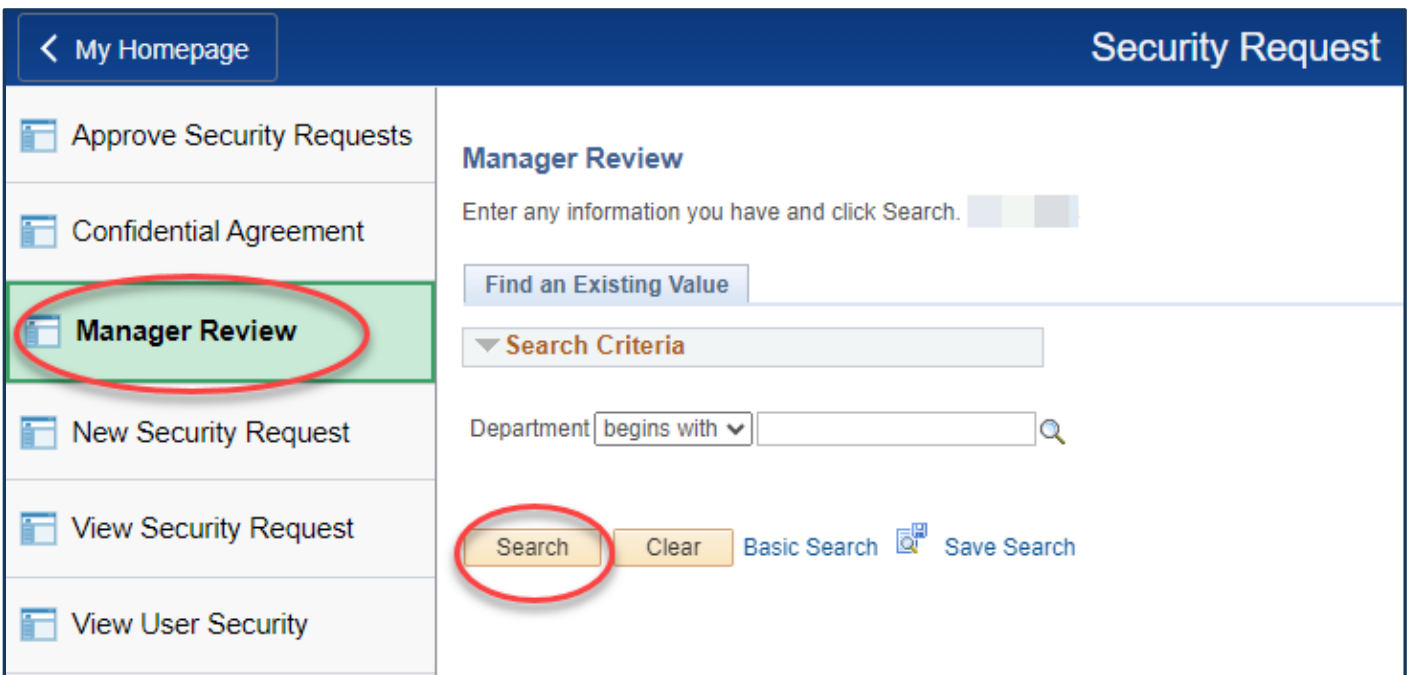 My Homepage
Security Request
Approve Security Requests
Confidential Agreement
Manager Review
New Security Request
View Security Request
View User Security
Manager Review
Enter any information you have and click Search.
Find an Existing Value
Search Criteria
Department begins with
Search Clear Basic Search Save Search